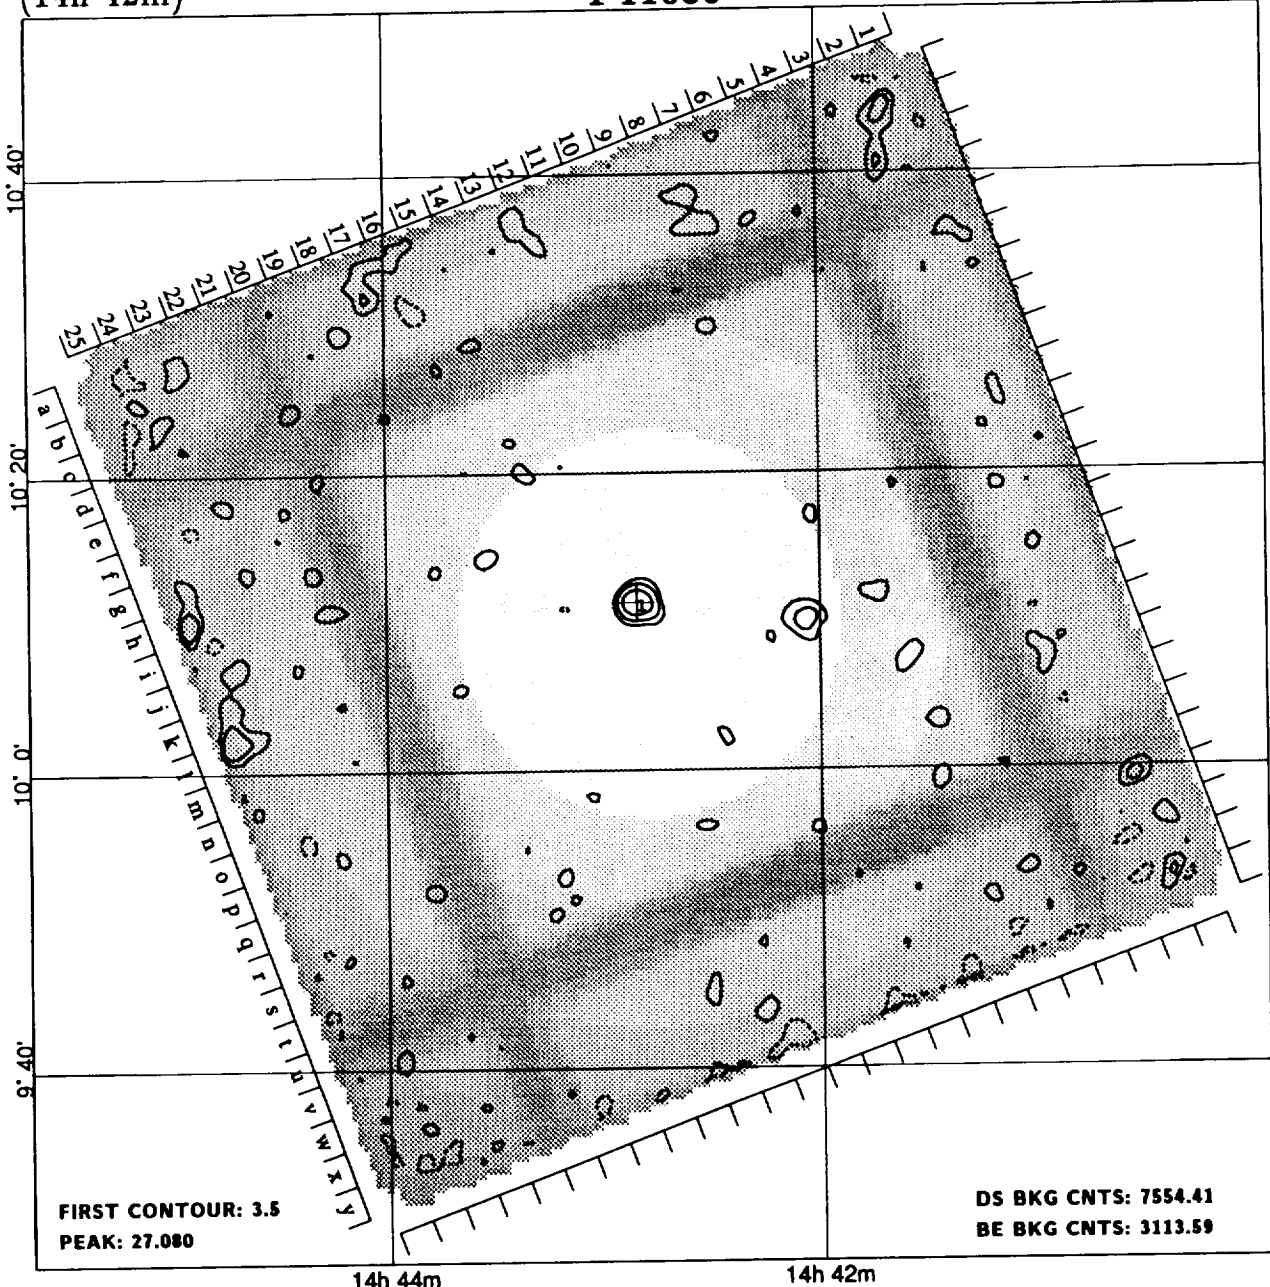 1
2
3
4
5
6
7
8
9
10
11
12
13
14
15
16
17
18
19
20
21
22
23
24
25
10° 40'
10° 20'
10° 0'
9° 40'
a
b
c
d
e
f
g
h
i
j
k
l
m
n
o
p
q
r
s
t
u
v
w
x
y
FIRST CONTOUR: 3.5
PEAK: 27.080
DS BKG CNTS: 7554.41
BE BKG CNTS: 3113.59
14h 44m
14h 42m